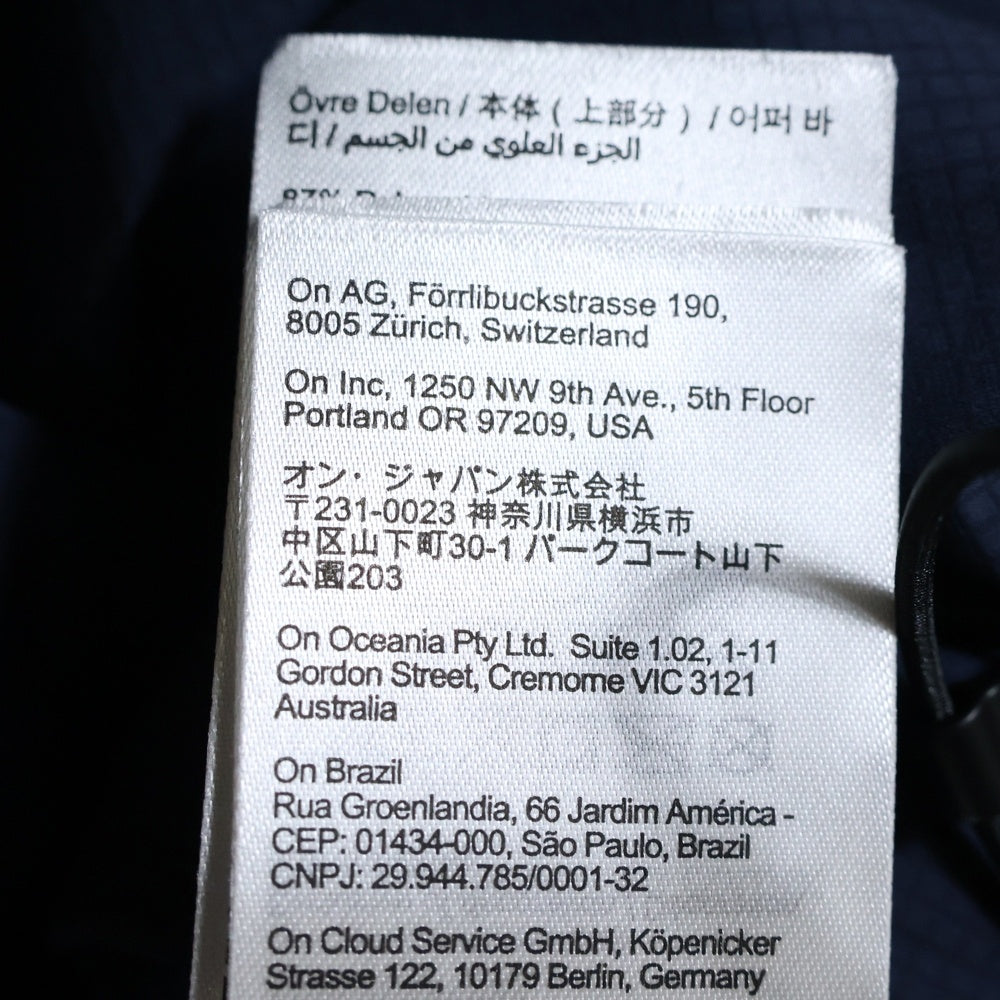 Övre Delen / 本体 ( 上部分 ) / 어퍼 바디
/ الجزء العلوي من الجسم
87%
On AG, Förrlibuckstrasse 190,
8005 Zürich, Switzerland
On Inc, 1250 NW 9th Ave., 5th Floor
Portland OR 97209, USA
オン・ジャパン株式会社
〒231-0023 神奈川県横浜市
中区山下町30-1 パークコート山下
公園203
On Oceania Pty Ltd. Suite 1.02, 1-11
Gordon Street, Cremorne VIC 3121
Australia
On Brazil
Rua Groenlandia, 66 Jardim América -
CEP: 01434-000, São Paulo, Brazil
CNPJ: 29.944.785/0001-32
On Cloud Service GmbH, Köpenicker
Strasse 122, 10179 Berlin, Germany